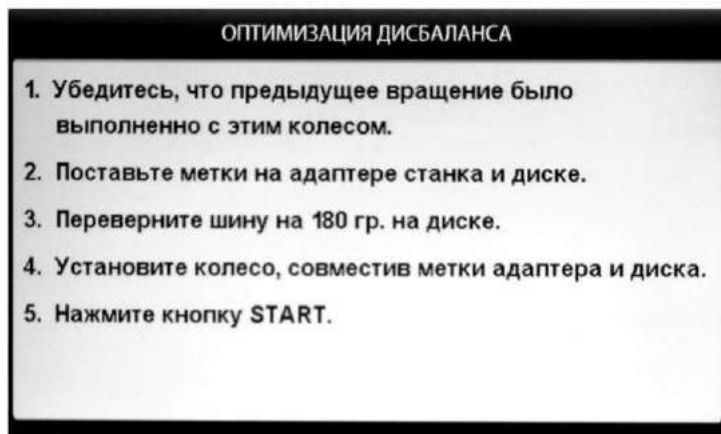 ОПТИМИЗАЦИЯ ДИСБАЛАНСА
1. Убедитесь, что предыдущее вращение было
выполненно с этим колесом.
2. Поставьте метки на адаптере станка и диске.
3. Переверните шину на 180 гр. на диске.
4. Установите колесо, совместив метки адаптера и диска.
5. Нажмите кнопку START.